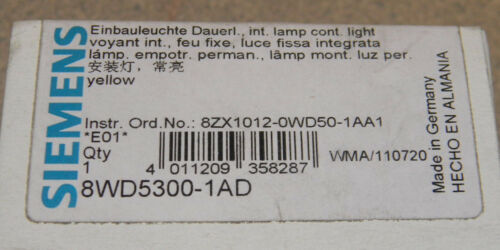 SIEMENS
Einbauleuchte Dauerl., int. lamp cont. light
voyant int., feu fixe, luce fissa integrata
lámp. empotr. perman., lâmp mont. luz per.
安装灯，常亮
yellow
Instr. Ord.No.: 8ZX1012-0WD50-1AA1
*E01*
Qty
1
4 011209 358287
WMA/110720
8WD5300-1AD
Made in Germany
HECHO EN ALMANIA